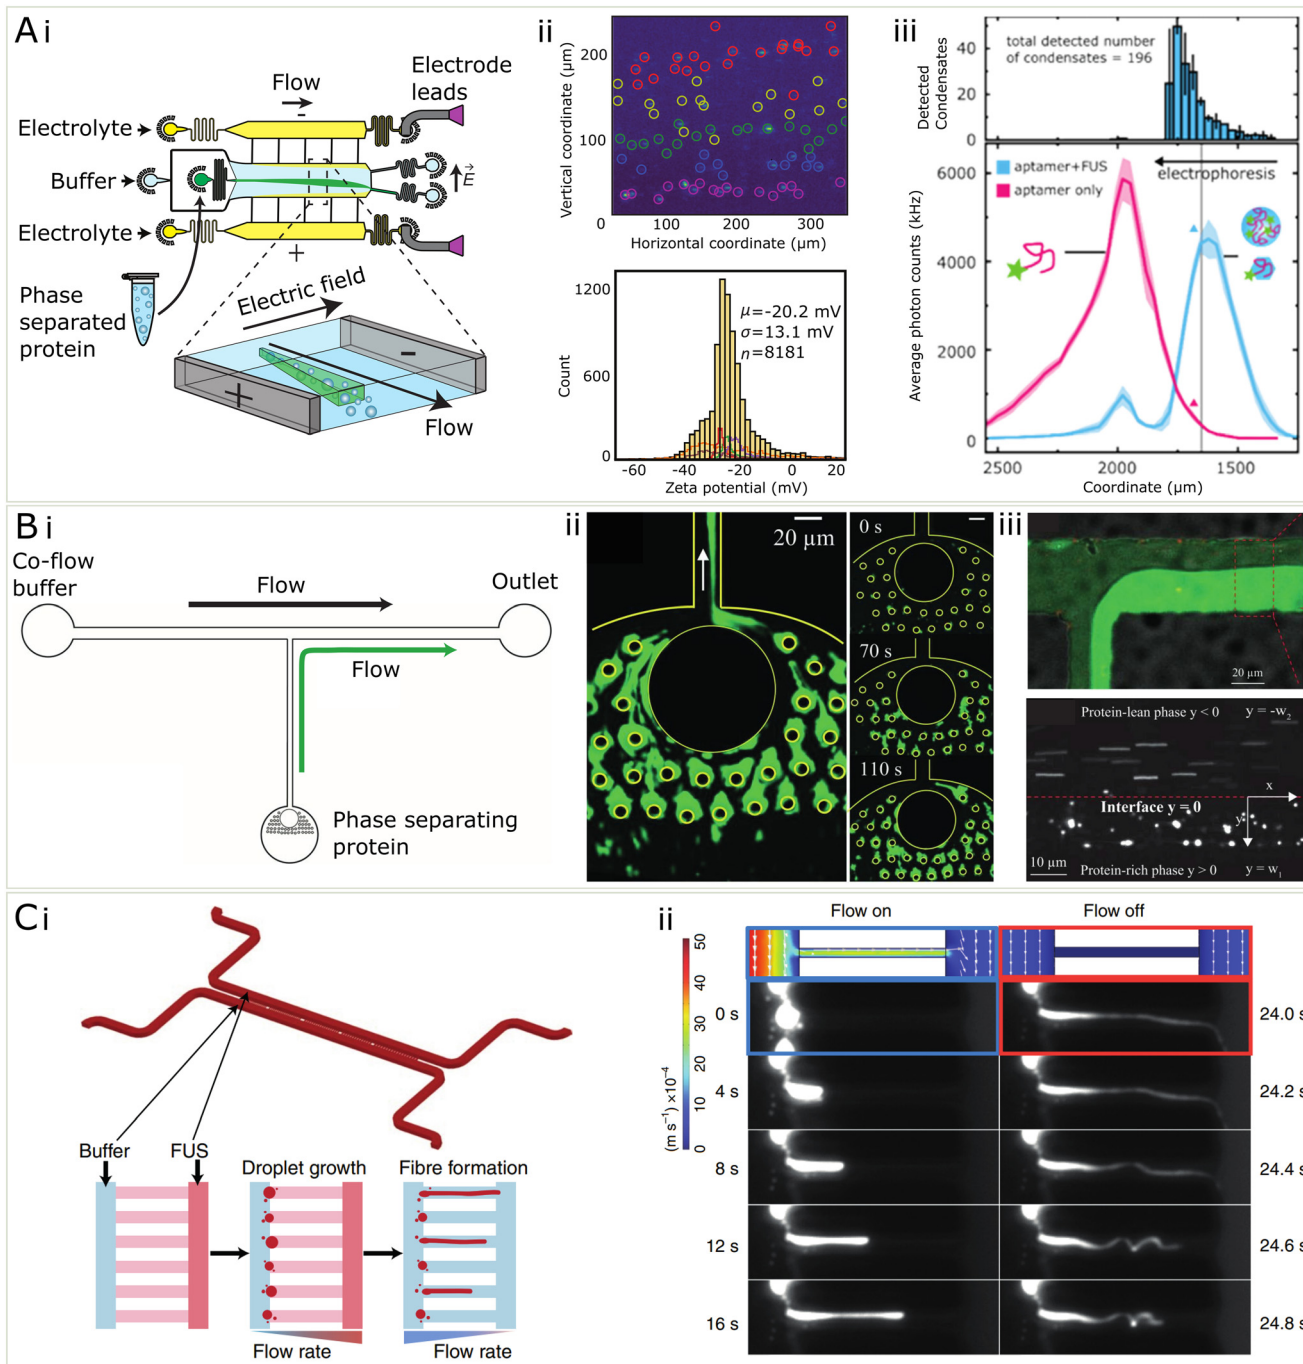 A i
Flow
-
Electrode
leads
Electrolyte
Buffer
E
Electrolyte
+
Phase
separated
protein
Electric field
+
-
Flow
ii
Vertical coordinate (µm)
200
100
0
0 100 200 300
Horizontal coordinate (µm)
Count
1200
600
0
µ=-20.2 mV
σ=13.1 mV
n=8181
-60 -40 -20 0 20
Zeta potential (mV)
iii
Detected
Condensates
40
20
0
total detected number
of condensates = 196
aptamer+FUS
aptamer only
electrophoresis
Average photon counts (kHz)
6000
4000
2000
0
2500 2000 1500
Coordinate (µm)
B i
Co-flow
buffer
Flow
Outlet
Flow
Phase separating
protein
ii
20 µm
0 s
70 s
110 s
iii
20 µm
Protein-lean phase y < 0 y = -w2
Interface y = 0
x
y
10 µm
Protein-rich phase y > 0 y = w1
C i
Buffer FUS
Droplet growth
Fibre formation
Flow rate
Flow rate
ii
Flow on
Flow off
(m s⁻¹) ×10⁻⁴
50
40
30
20
10
0
0 s
24.0 s
4 s
24.2 s
8 s
24.4 s
12 s
24.6 s
16 s
24.8 s